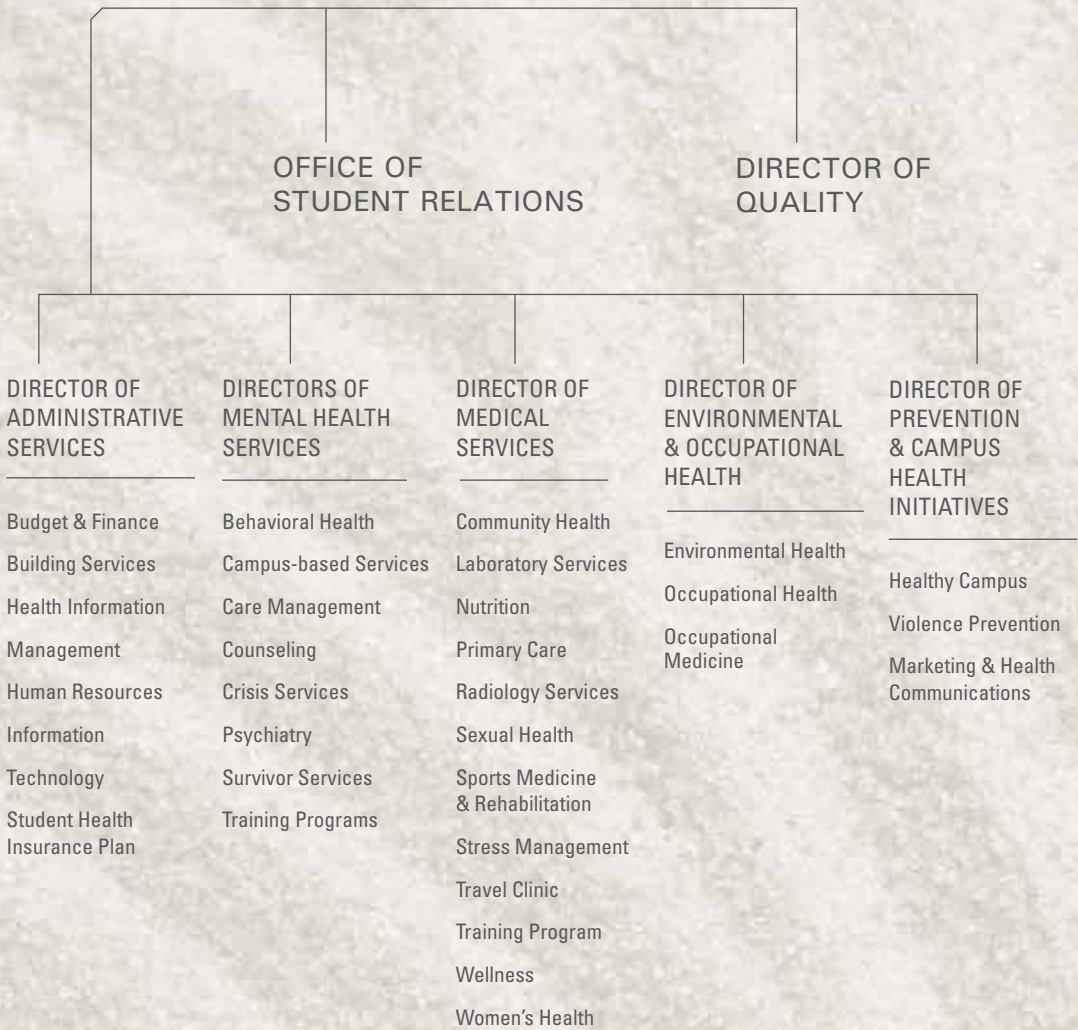 OFFICE OF
STUDENT RELATIONS
DIRECTOR OF
QUALITY
DIRECTOR OF
ADMINISTRATIVE
SERVICES
Budget & Finance
Building Services
Health Information
Management
Human Resources
Information
Technology
Student Health
Insurance Plan
DIRECTORS OF
MENTAL HEALTH
SERVICES
Behavioral Health
Campus-based Services
Care Management
Counseling
Crisis Services
Psychiatry
Survivor Services
Training Programs
DIRECTOR OF
MEDICAL
SERVICES
Community Health
Laboratory Services
Nutrition
Primary Care
Radiology Services
Sexual Health
Sports Medicine
& Rehabilitation
Stress Management
Travel Clinic
Training Program
Wellness
Women's Health
DIRECTOR OF
ENVIRONMENTAL
& OCCUPATIONAL
HEALTH
Environmental Health
Occupational Health
Occupational
Medicine
DIRECTOR OF
PREVENTION
& CAMPUS
HEALTH
INITIATIVES
Healthy Campus
Violence Prevention
Marketing & Health
Communications